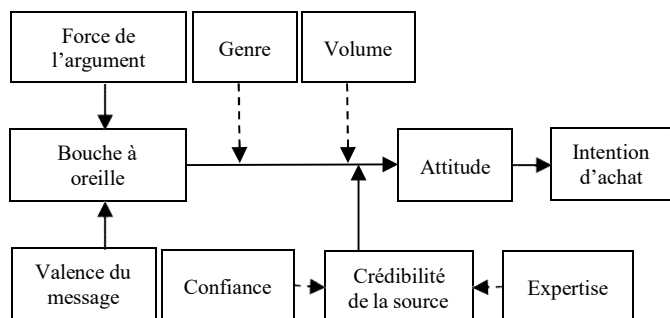 Force de
l’argument
Genre
Volume
Bouche à
oreille
Attitude
Intention
d’achat
Valence du
message
Confiance
Crédibilité
de la source
Expertise